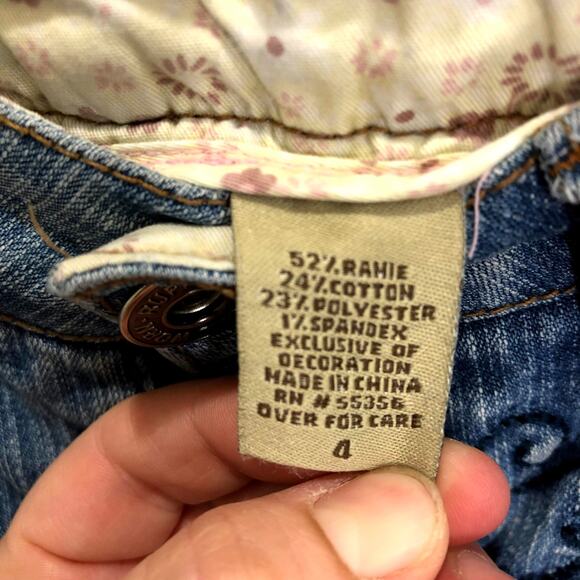 52% RAMIE
24% COTTON
23% POLYESTER
1% SPANDEX
EXCLUSIVE OF
DECORATION
MADE IN CHINA
RN # 55356
OVER FOR CARE
4